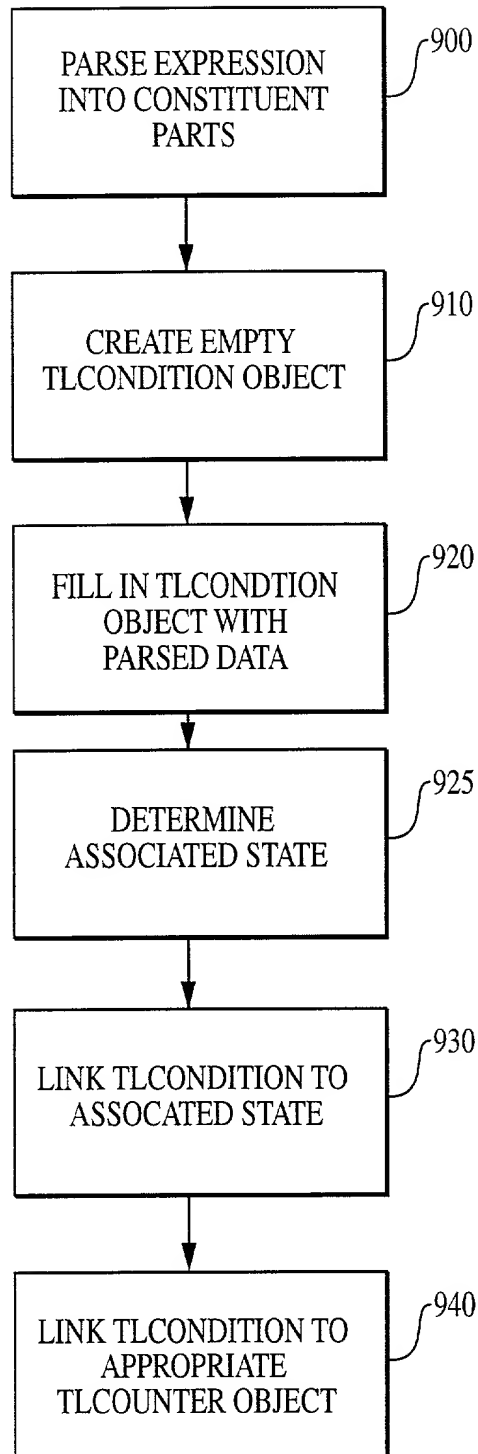 PARSE EXPRESSION
INTO CONSTITUENT
PARTS
900
CREATE EMPTY
TLCONDITION OBJECT
910
FILL IN TLCONDTION
OBJECT WITH
PARSED DATA
920
DETERMINE
ASSOCIATED STATE
925
LINK TLCONDITION TO
ASSOCATED STATE
930
LINK TLCONDITION TO
APPROPRIATE
TLCOUNTER OBJECT
940